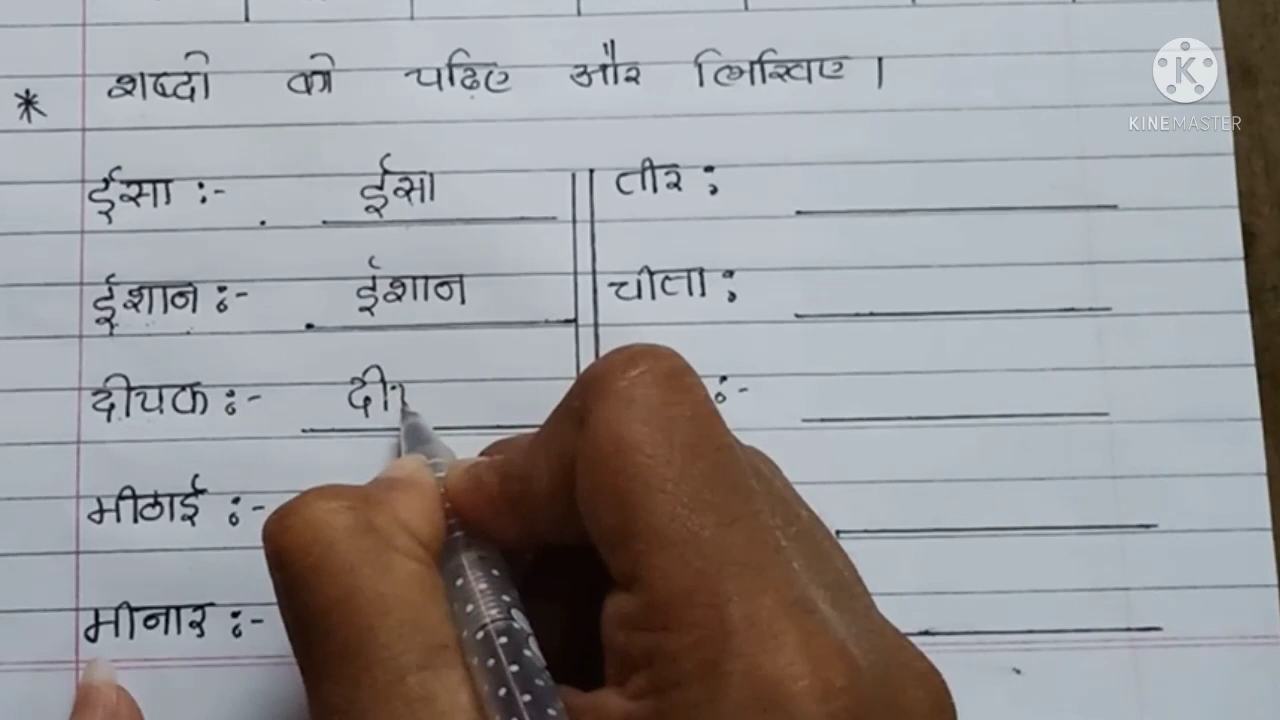 * शब्दो को पढिए और लिखिए।
KINEMASTER
ईसा :- ईसा
तीर :
ईशान :- ईशान
चीता :
दीपक :- दी
:-
मीठाई :-
मीनार :-